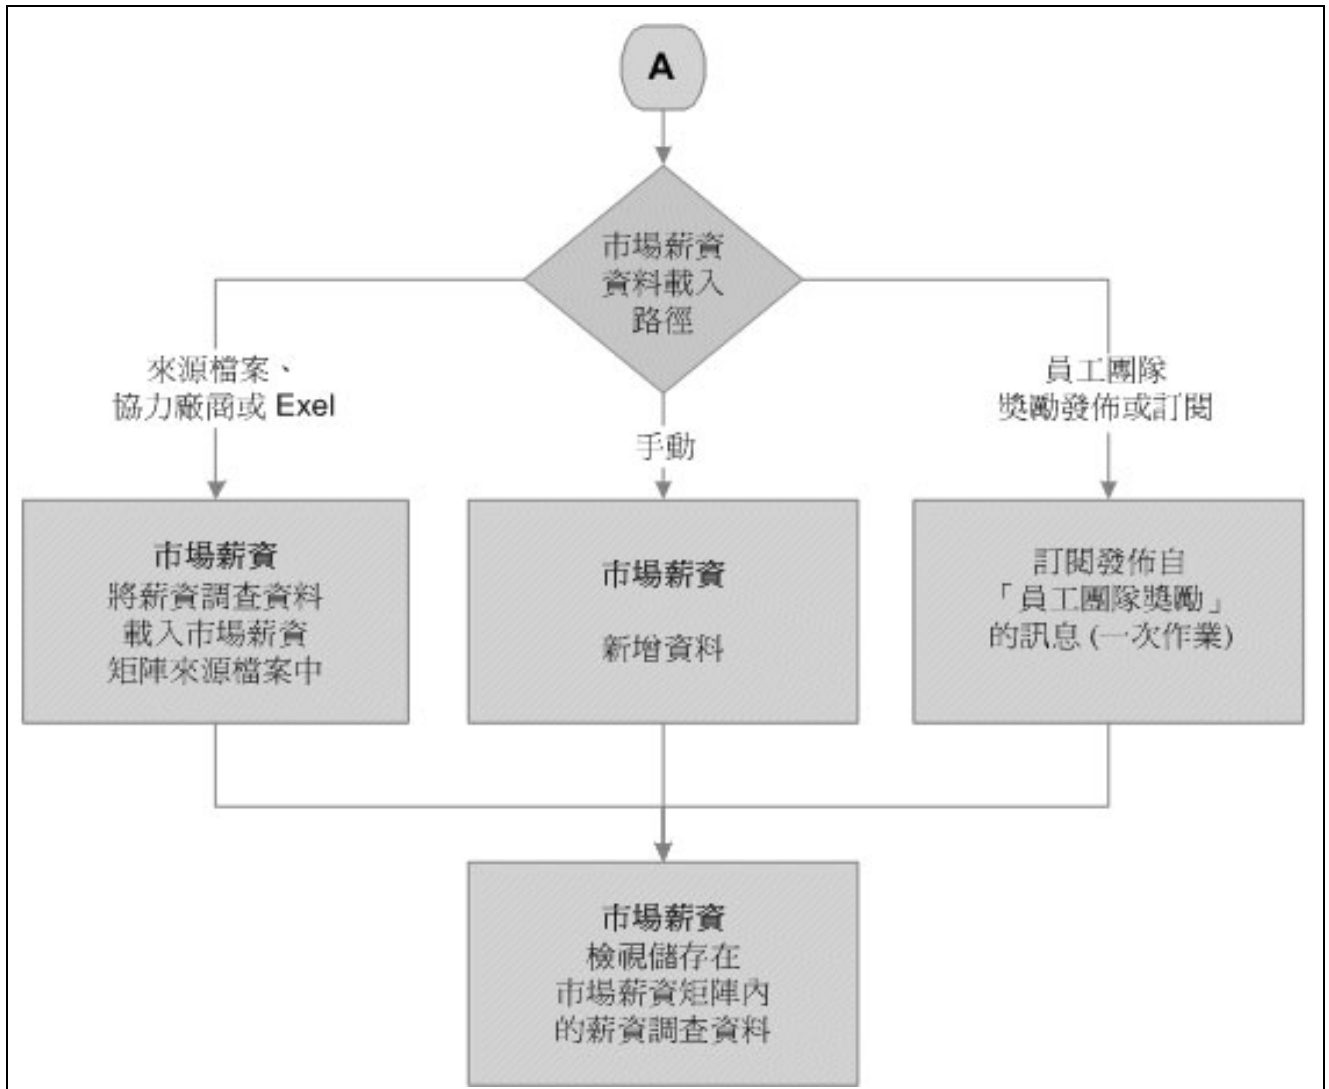 A
市場薪資
資料載入
路徑
來源檔案、
協力廠商或 Exel
員工團隊
獎勵發佈或訂閱
手動
市場薪資
將薪資調查資料
載入市場薪資
矩陣來源檔案中
市場薪資
新增資料
訂閱發佈自
「員工團隊獎勵」
的訊息 (一次作業)
市場薪資
檢視儲存在
市場薪資矩陣內
的薪資調查資料